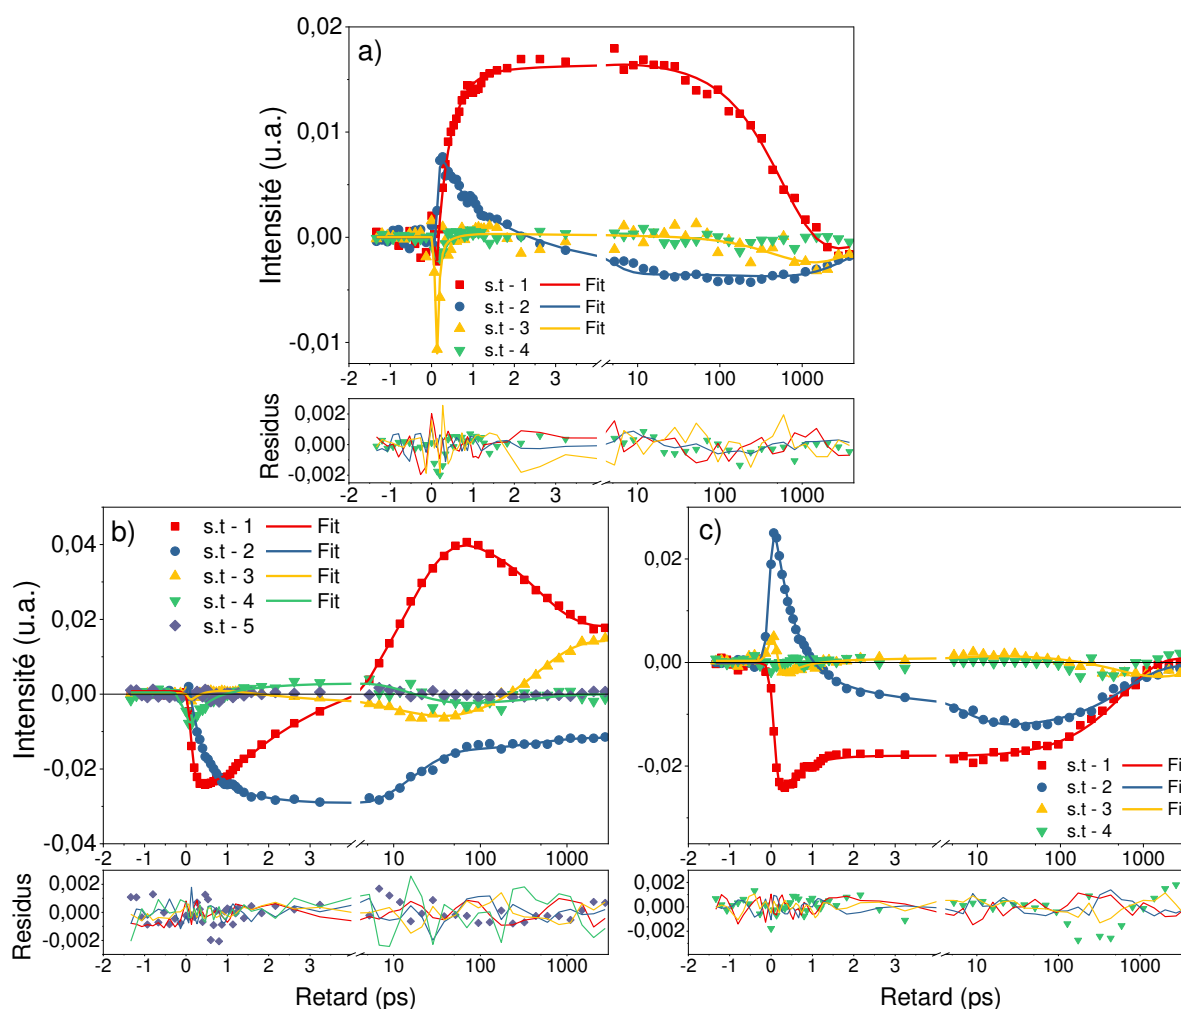 a)
Intensité (u.a.)
0,02
0,01
0,00
-0,01
s.t - 1 Fit
s.t - 2 Fit
s.t - 3 Fit
s.t - 4
-2 -1 0 1 2 3 10 100 1000
Residus
0,002
0,000
-0,002
-2 -1 0 1 2 3 10 100 1000
b)
Intensité (u.a.)
0,04
0,02
0,00
-0,02
-0,04
s.t - 1 Fit
s.t - 2 Fit
s.t - 3 Fit
s.t - 4 Fit
s.t - 5
-2 -1 0 1 2 3 10 100 1000
Residus
0,002
0,000
-0,002
-2 -1 0 1 2 3 10 100 1000
Retard (ps)
c)
0,02
0,00
-0,02
s.t - 1 Fit
s.t - 2 Fit
s.t - 3 Fit
s.t - 4
-2 -1 0 1 2 3 10 100 1000
0,002
0,000
-0,002
-2 -1 0 1 2 3 10 100 1000
Retard (ps)